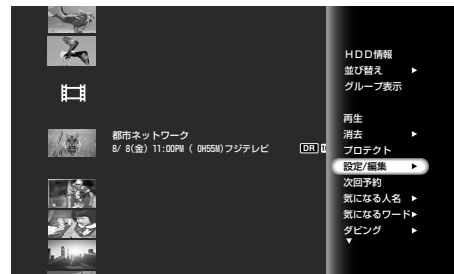 都市ネットワーク
8/ 8(金) 11:00PM ( 0H55M)フジテレビ DR
HDD情報
並び替え ▶
グループ表示
再生
消去 ▶
プロテクト
設定/編集 ▶
次回予約
気になる人名 ▶
気になるワード▶
ダビング ▶
▼